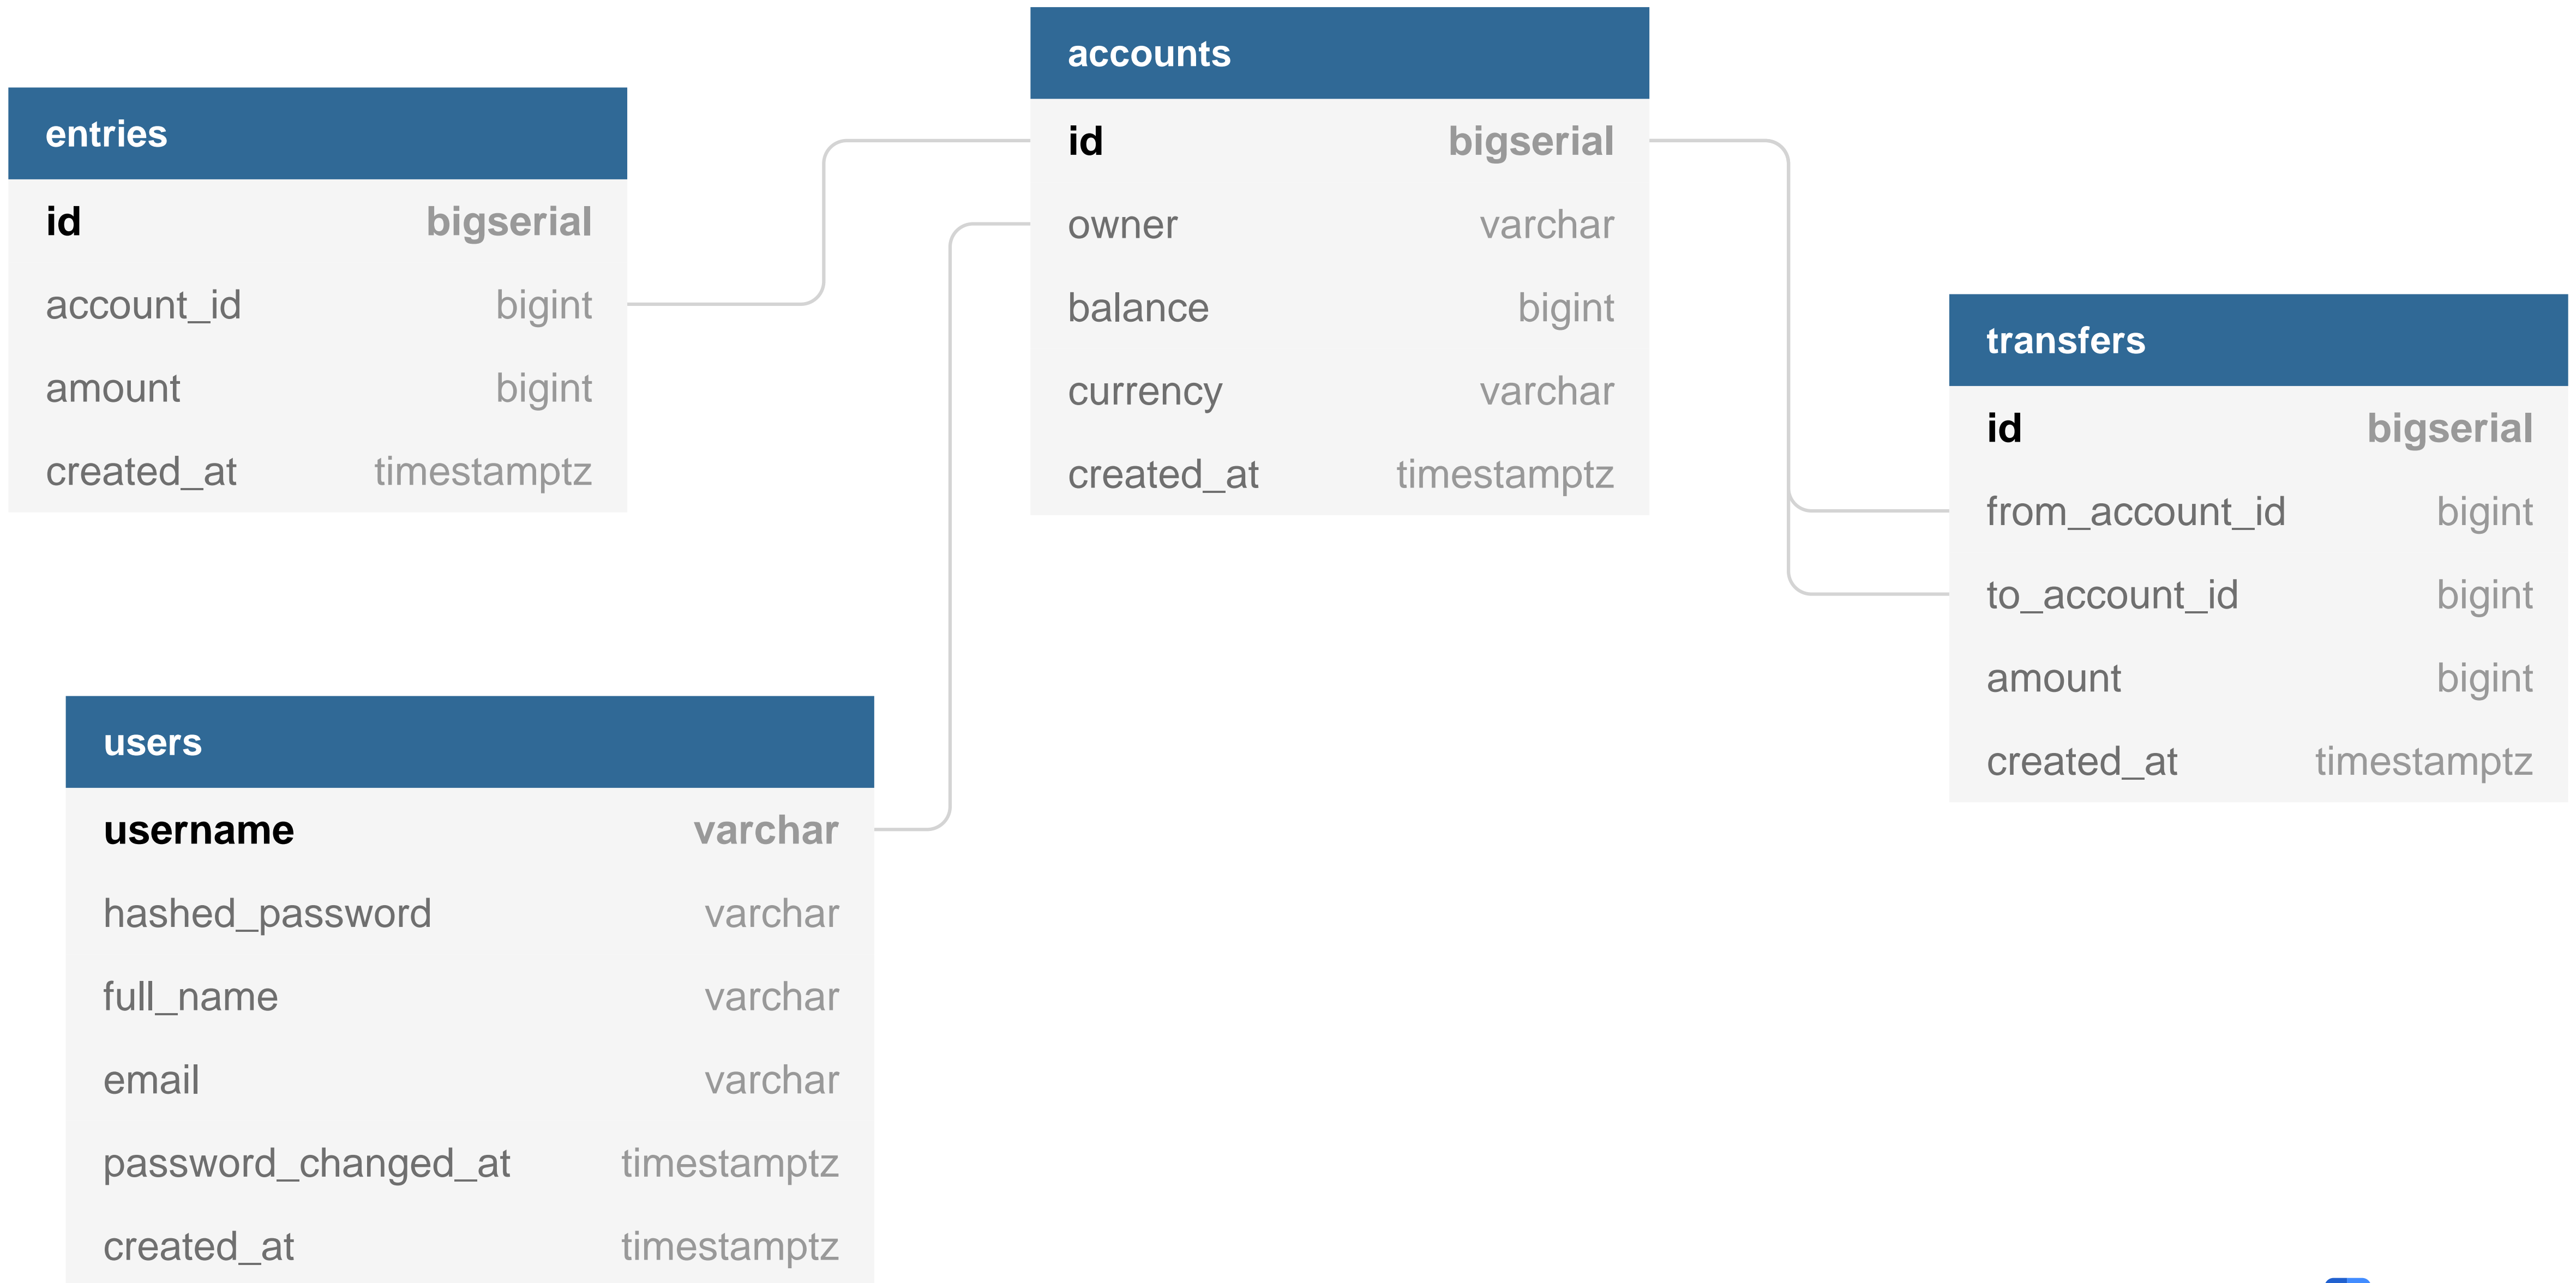 entries
id bigserial
account_id bigint
amount bigint
created_at timestamptz
accounts
id bigserial
owner varchar
balance bigint
currency varchar
created_at timestamptz
transfers
id bigserial
from_account_id bigint
to_account_id bigint
amount bigint
created_at timestamptz
users
username varchar
hashed_password varchar
full_name varchar
email varchar
password_changed_at timestamptz
created_at timestamptz